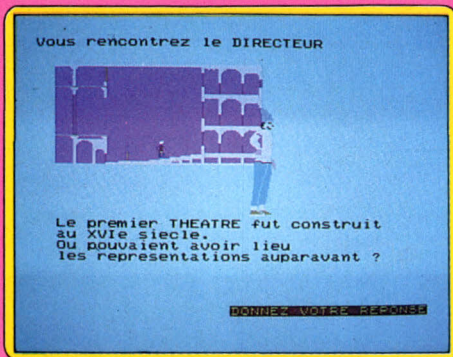 Vous rencontrez le DIRECTEUR
Le premier THEATRE fut construit
au XVIe siecle.
Ou pouvaient avoir lieu
les representations auparavant ?
DONNEZ VOTRE REPONSE